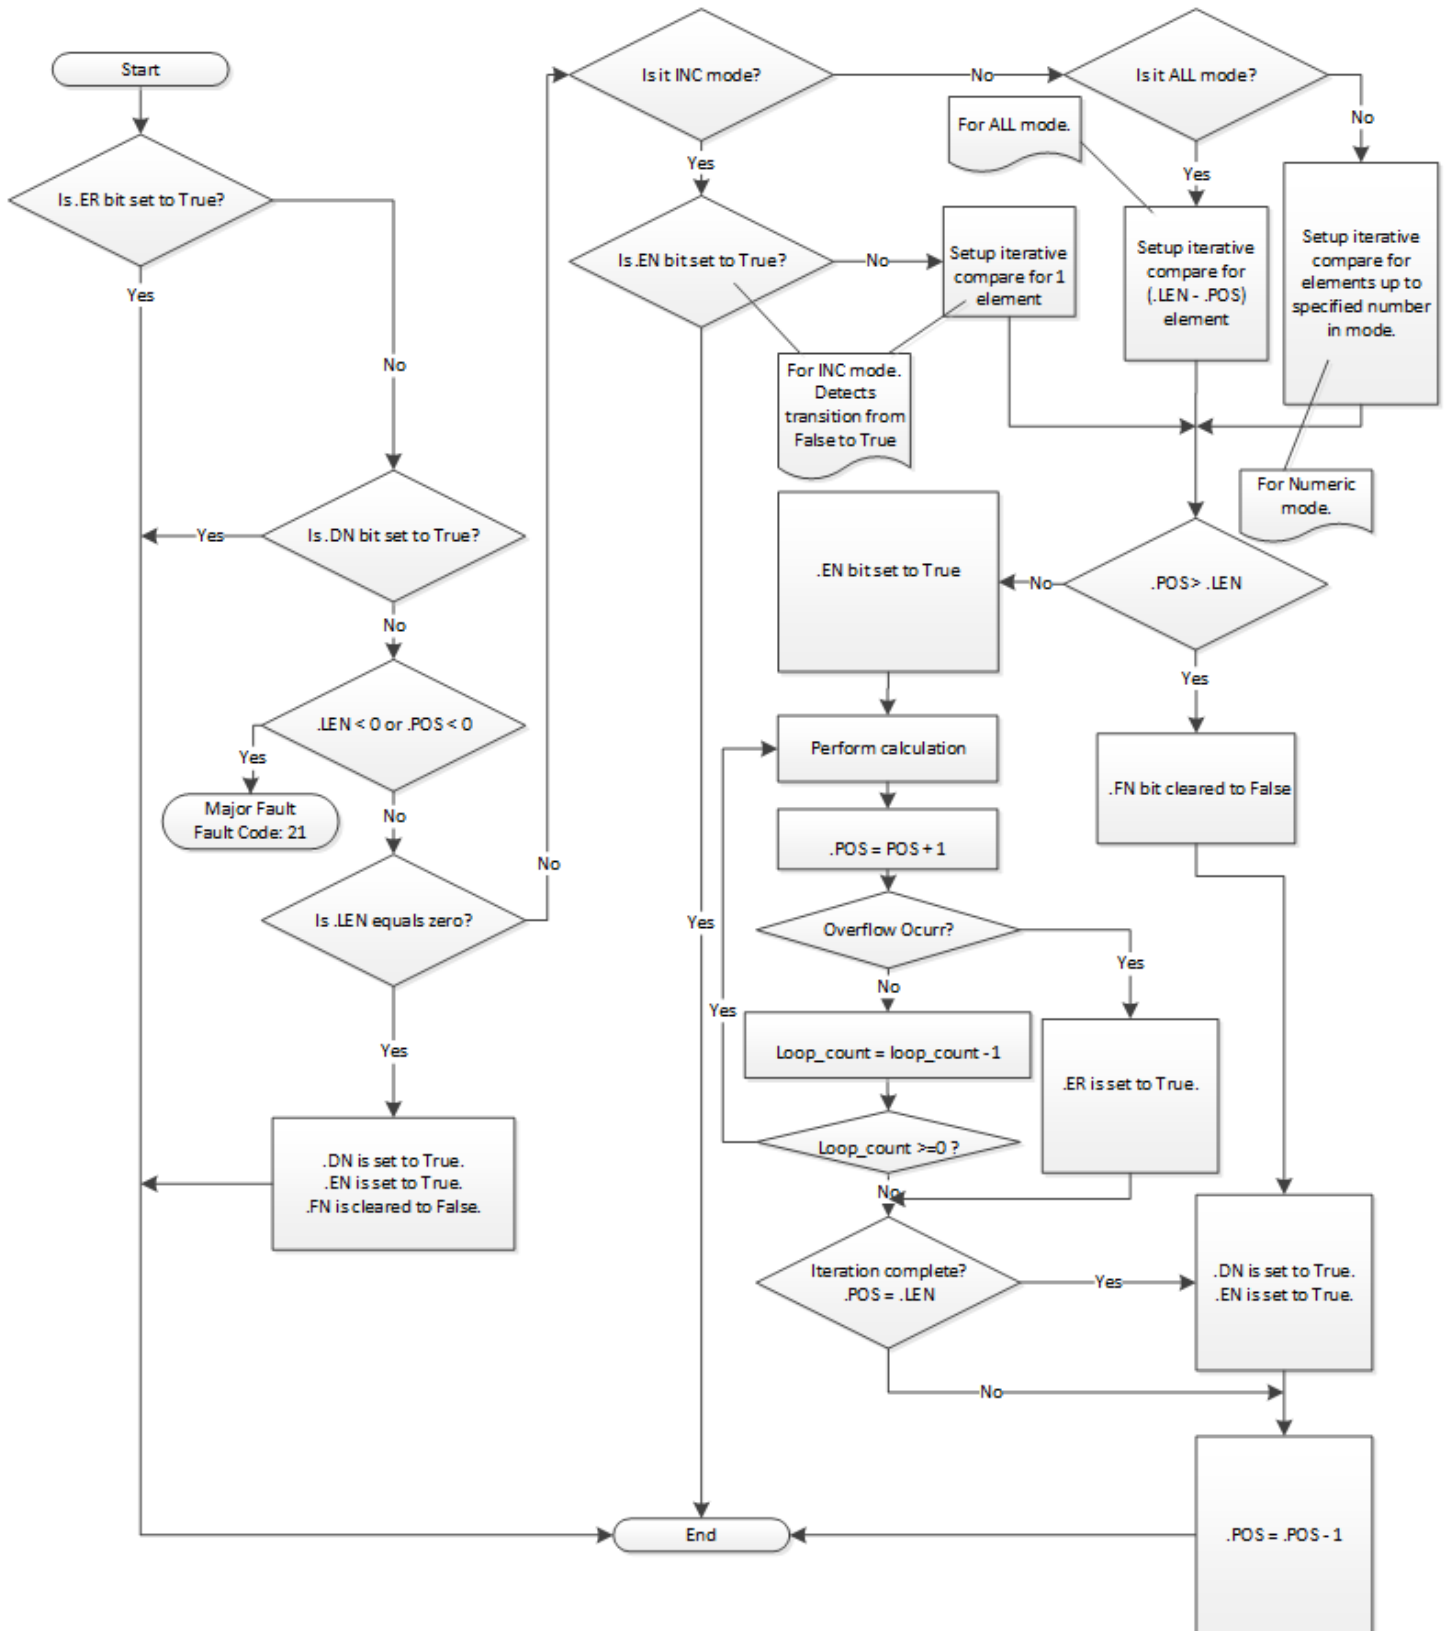 Start
Is .ER bit set to True?
Yes
No
Is .DN bit set to True?
Yes
No
.LEN < 0 or .POS < 0
Yes
Major Fault
Fault Code: 21
No
Is .LEN equals zero?
No
Yes
.DN is set to True.
.EN is set to True.
.FN is cleared to False.
Is it INC mode?
No
Yes
Is it ALL mode?
No
Yes
For ALL mode.
Is .EN bit set to True?
No
Yes
Setup iterative
compare for 1
element
For INC mode.
Detects
transition from
False to True
Setup iterative
compare for
(.LEN - .POS)
element
Setup iterative
compare for
elements up to
specified number
in mode.
For Numeric
mode.
.POS > .LEN
No
Yes
.EN bit set to True
Perform calculation
.POS = POS + 1
Overflow Ocurr?
Yes
No
Loop_count = loop_count -1
Loop_count >=0 ?
Yes
No
.ER is set to True.
.FN bit cleared to False
Iteration complete?
.POS = .LEN
Yes
No
.DN is set to True.
.EN is set to True.
.POS = .POS - 1
End